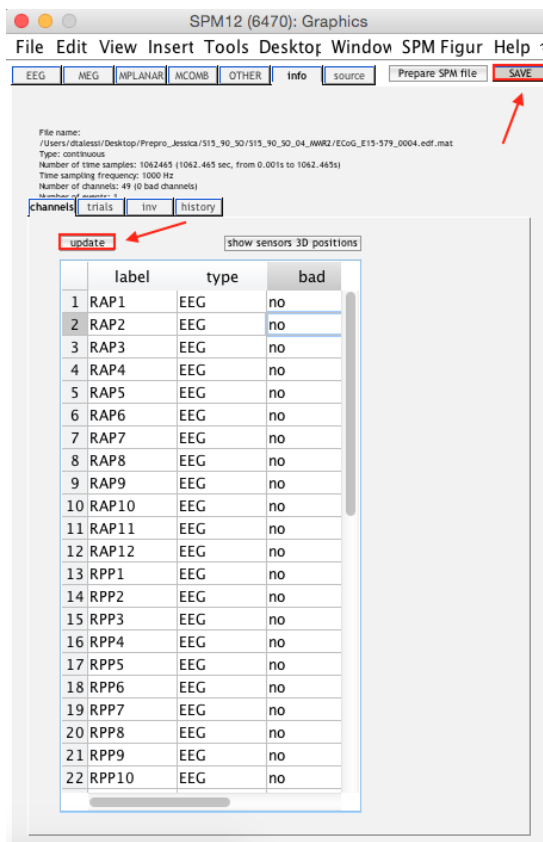 SPM12 (6470): Graphics
File Edit View Insert Tools Desktop Window SPM Figur Help
EEG MEG MPLANAR MCOMB OTHER info source Prepare SPM file SAVE
File name:
/Users/dtalessi/Desktop/Prepro_Jessica/S15_90_SO/S15_90_SO_04_MWR2/ECoG_E15-579_0004.edf.mat
Type: continuous
Number of time samples: 1062465 (1062.465 sec, from 0.001s to 1062.465s)
Time sampling frequency: 1000 Hz
Number of channels: 49 (0 bad channels)
Number of events: 1
channels trials inv history
update show sensors 3D positions
label type bad
1 RAP1 EEG no
2 RAP2 EEG no
3 RAP3 EEG no
4 RAP4 EEG no
5 RAP5 EEG no
6 RAP6 EEG no
7 RAP7 EEG no
8 RAP8 EEG no
9 RAP9 EEG no
10 RAP10 EEG no
11 RAP11 EEG no
12 RAP12 EEG no
13 RPP1 EEG no
14 RPP2 EEG no
15 RPP3 EEG no
16 RPP4 EEG no
17 RPP5 EEG no
18 RPP6 EEG no
19 RPP7 EEG no
20 RPP8 EEG no
21 RPP9 EEG no
22 RPP10 EEG no